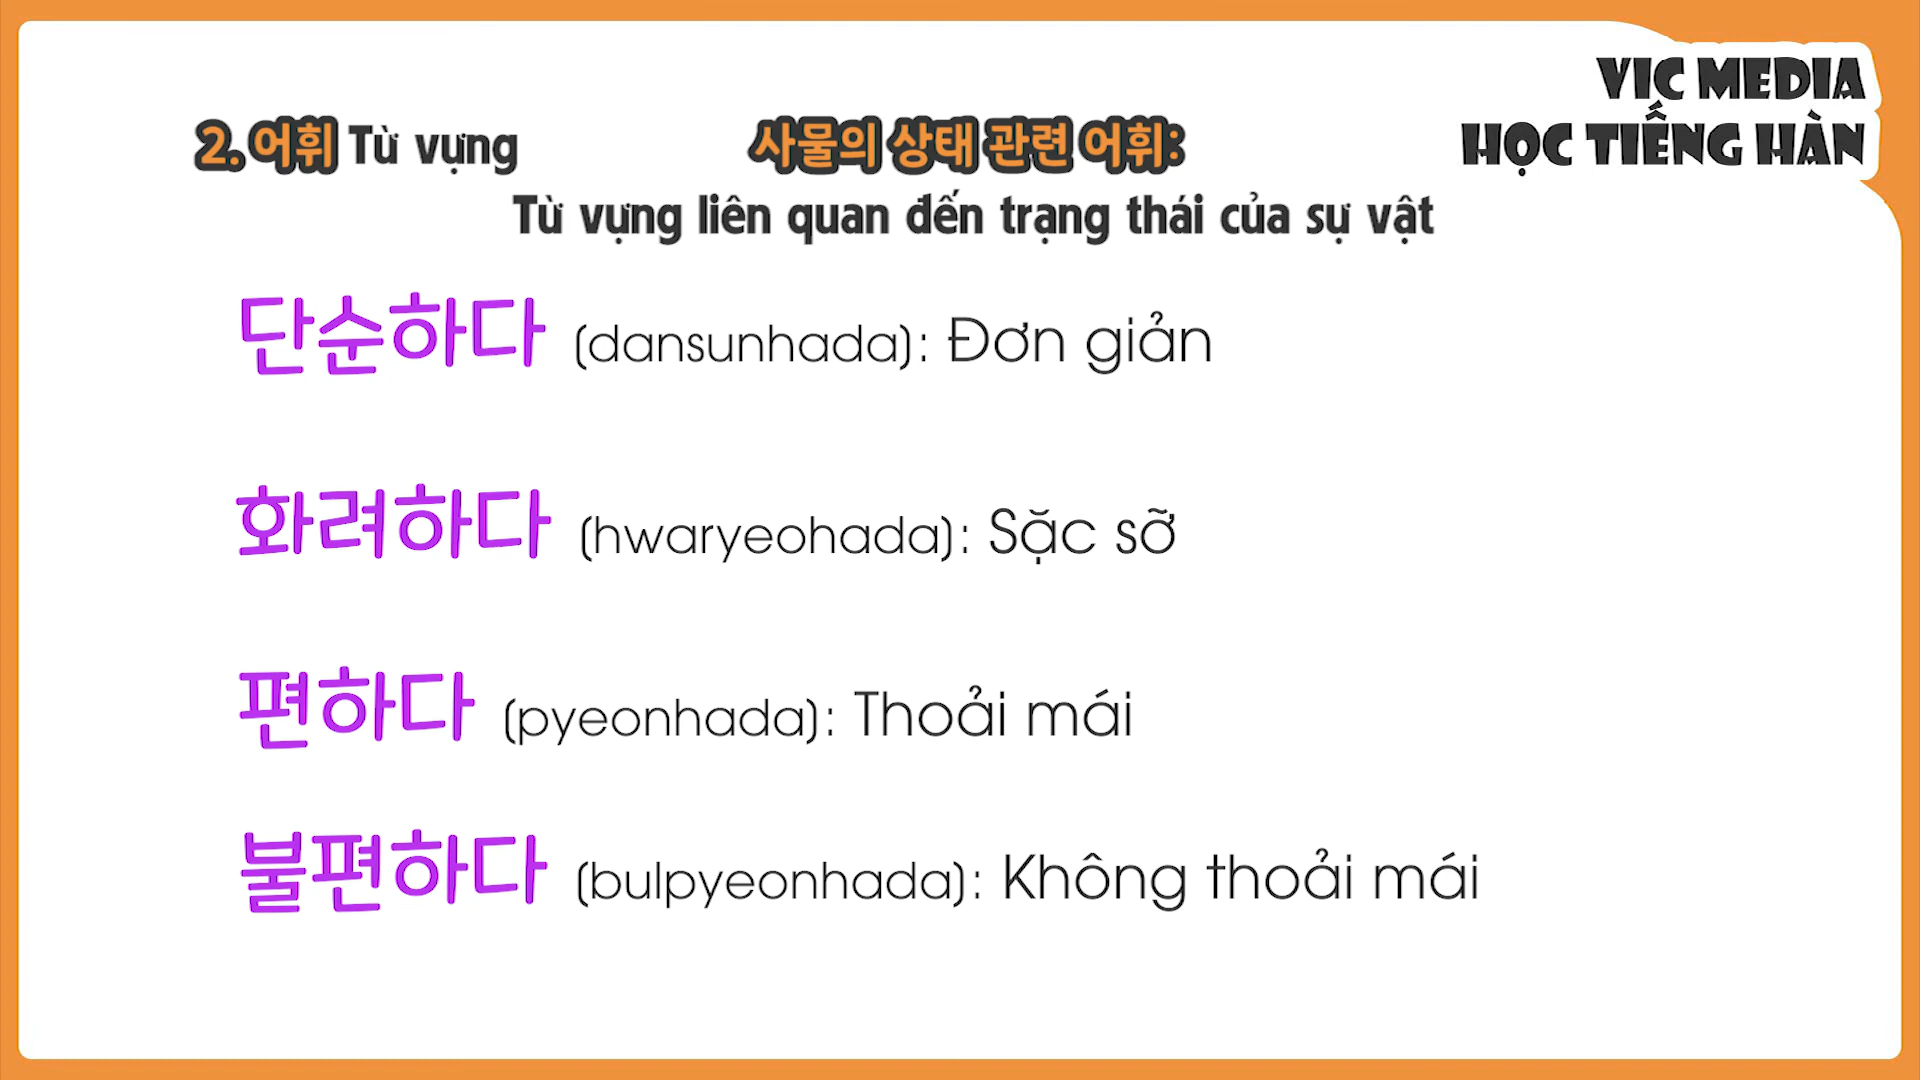 VIC MEDIA
HỌC TIẾNG HÀN
2. 어휘 Từ vựng 사물의 상태 관련 어휘:
Từ vựng liên quan đến trạng thái của sự vật
단순하다 (dansunhada): Đơn giản
화려하다 (hwaryeohada): Sặc sỡ
편하다 (pyeonhada): Thoải mái
불편하다 (bulpyeonhada): Không thoải mái